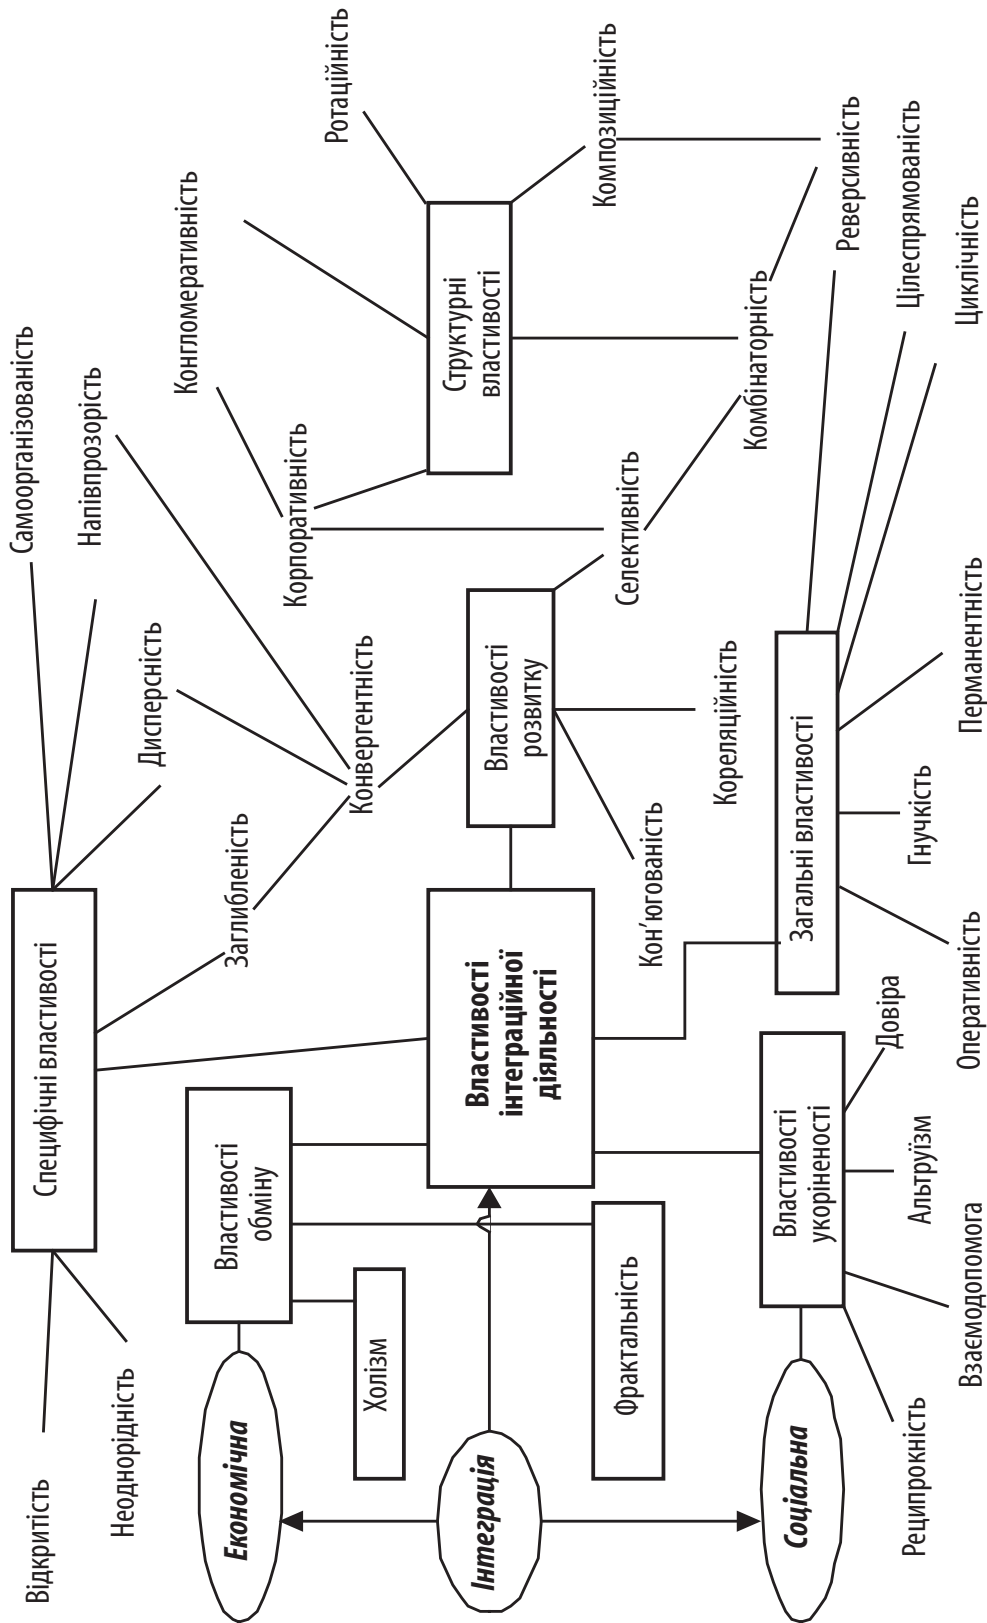 Відкритість
Неоднорідність
Специфічні властивості
Самоорганізованість
Напівпрозорість
Дисперсність
Заглибленість
Конвергентність
Економічна
Властивості
обміну
Холізм
Інтеграція
Фрактальність
Властивості
інтеграційної
діяльності
Властивості
розвитку
Кон'югованість
Кореляційність
Селективність
Корпоративність
Конгломеративність
Ротаційність
Структурні
властивості
Композиційність
Комбінаторність
Реверсивність
Соціальна
Властивості
укоріненості
Реципрокність
Взаємодопомога
Альтруїзм
Довіра
Загальні властивості
Оперативність
Гнучкість
Перманентність
Цілеспрямованість
Циклічність